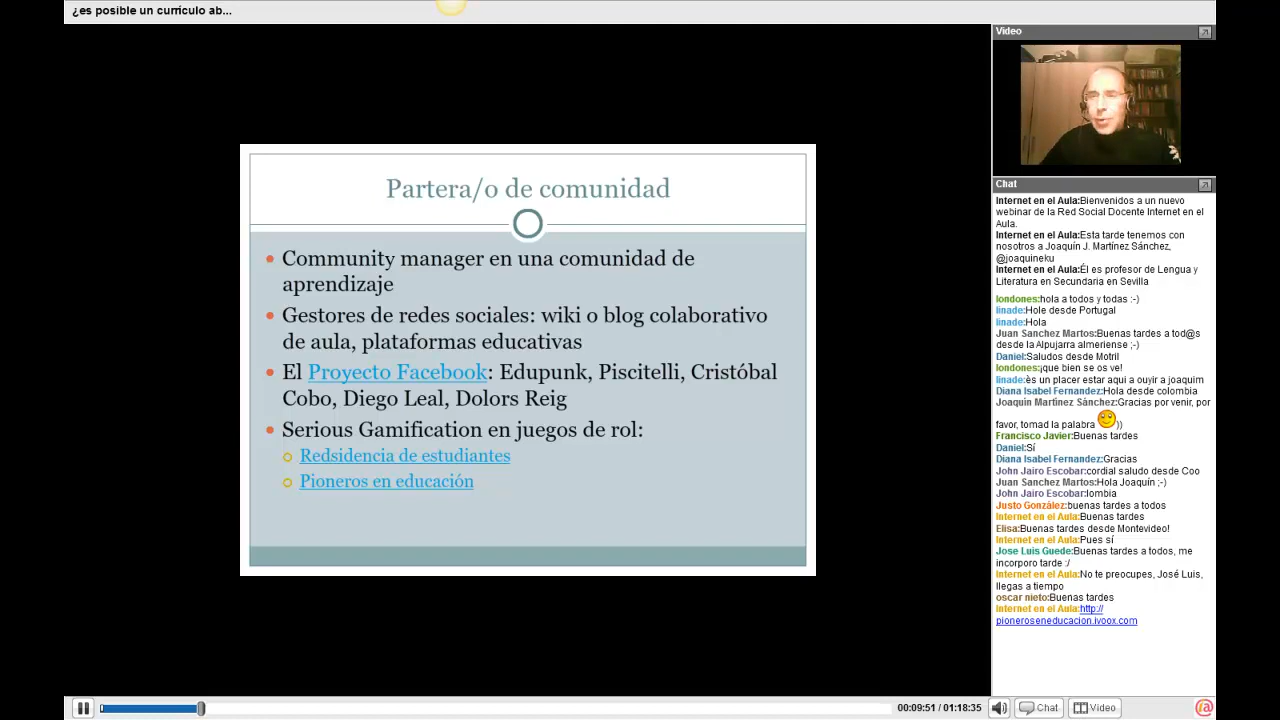 ¿es posible un currículo ab...
Partera/o de comunidad
Community manager en una comunidad de
aprendizaje
Gestores de redes sociales: wiki o blog colaborativo
de aula, plataformas educativas
El Proyecto Facebook: Edupunk, Piscitelli, Cristóbal
Cobo, Diego Leal, Dolors Reig
Serious Gamification en juegos de rol:
Redsidencia de estudiantes
Pioneros en educación
Video
Chat
Internet en el Aula:Bienvenidos a un nuevo
webinar de la Red Social Docente Internet en el
Aula.
Internet en el Aula:Esta tarde tenemos con
nosotros a Joaquín J. Martínez Sánchez,
@joaquineku
Internet en el Aula:Él es profesor de Lengua y
Literatura en Secundaria en Sevilla
londones:hola a todos y todas :-)
linade:Hole desde Portugal
linade:Hola
Juan Sanchez Martos:Buenas tardes a tod@s
desde la Alpujarra almeriense ;-)
Daniel:Saludos desde Motril
londones:¡que bien se os ve!
linade:ès un placer estar aqui a ouyir a joaquim
Diana Isabel Fernandez:Hola desde colombia
Joaquín Martínez Sánchez:Gracias por venir, por
favor, tomad la palabra ))
Francisco Javier:Buenas tardes
Daniel:Sí
Diana Isabel Fernandez:Gracias
John Jairo Escobar:cordial saludo desde Coo
Juan Sanchez Martos:Hola Joaquín ;-)
John Jairo Escobar:lombia
Justo González:buenas tardes a todos
Internet en el Aula:Buenas tardes
Elisa:Buenas tardes desde Montevideo!
Internet en el Aula:Pues sí
Jose Luis Guede:Buenas tardes a todos, me
incorporo tarde :/
Internet en el Aula:No te preocupes, José Luis,
llegas a tiempo
oscar nieto:Buenas tardes
Internet en el Aula:http://
pioneroseneducacion.ivoox.com
00:09:51 / 01:18:35
Chat
Video